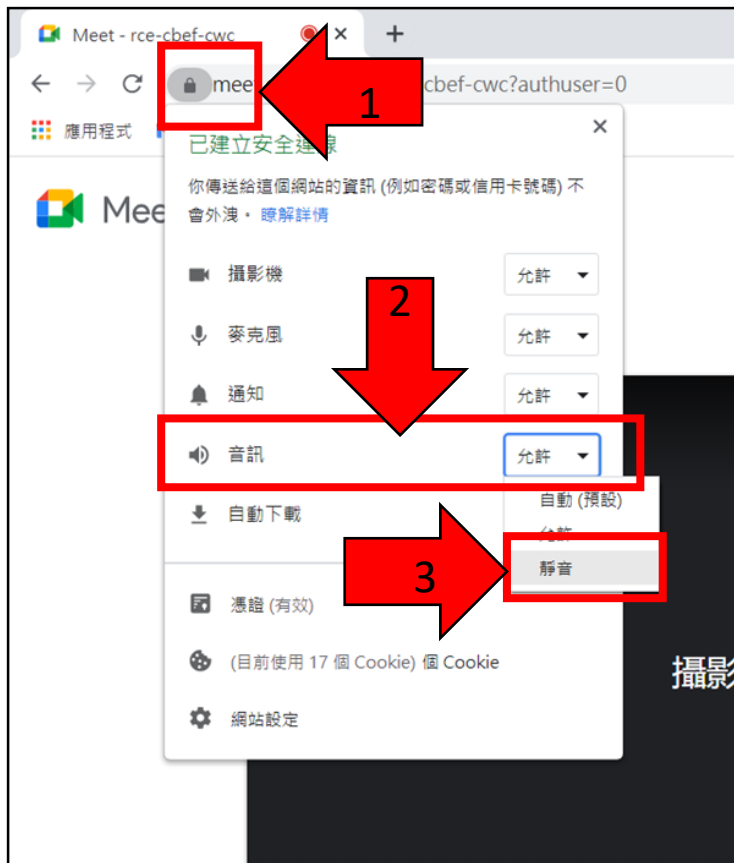 Meet - rce-cbef-cwc
1
mee cbef-cwc?authuser=0
應用程式
已建立安全連線
你傳送給這個網站的資訊 (例如密碼或信用卡號碼) 不
會外洩。瞭解詳情
Mee
攝影機 允許
2
麥克風 允許
通知 允許
音訊 允許
自動 (預設)
自動下載
允許
靜音
3
憑證 (有效)
(目前使用 17 個 Cookie) 個 Cookie
攝影
網站設定